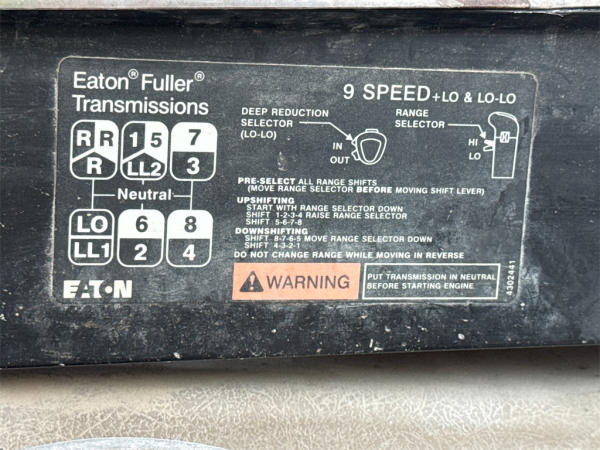 Eaton® Fuller®
Transmissions
9 SPEED +LO & LO-LO
DEEP REDUCTION
SELECTOR
(LO-LO)
IN
OUT
RANGE
SELECTOR
HI
LO
R R 1 5 7
R LL2 3
Neutral
LO 6 8
LL1 2 4
PRE-SELECT ALL RANGE SHIFTS
(MOVE RANGE SELECTOR BEFORE MOVING SHIFT LEVER)
UPSHIFTING
START WITH RANGE SELECTOR DOWN
SHIFT 1-2-3-4 RAISE RANGE SELECTOR
SHIFT 5-6-7-8
DOWNSHIFTING
SHIFT 8-7-6-5 MOVE RANGE SELECTOR DOWN
SHIFT 4-3-2-1
DO NOT CHANGE RANGE WHILE MOVING IN REVERSE
EATON
WARNING
PUT TRANSMISSION IN NEUTRAL
BEFORE STARTING ENGINE
4302441